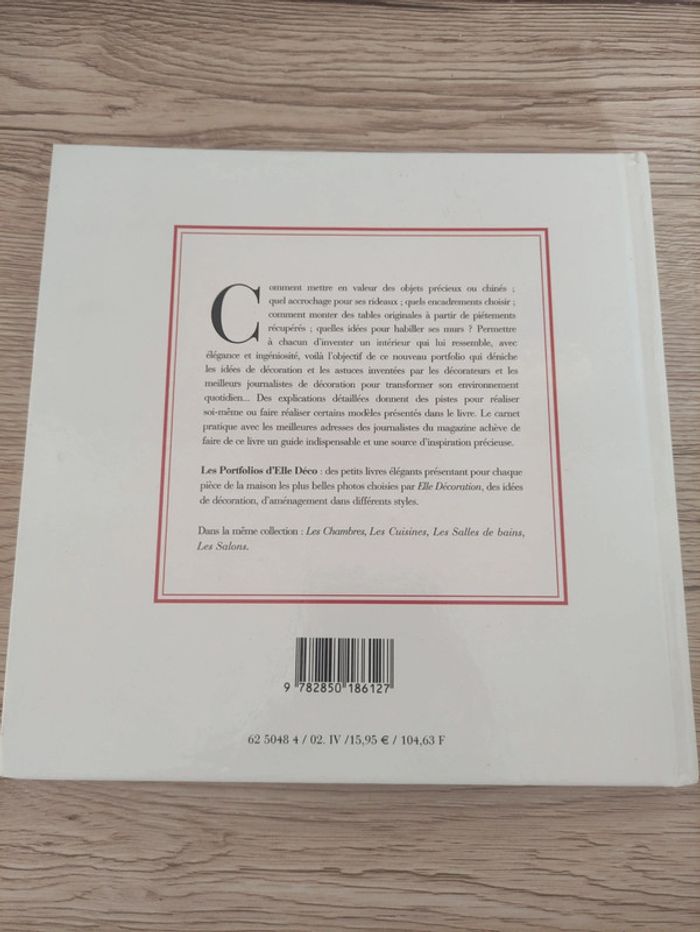 Comment mettre en valeur des objets précieux ou chinés ;
quel accrochage pour ses rideaux ; quels encadrements choisir ;
comment monter des tables originales à partir de piétements
récupérés ; quelles idées pour habiller ses murs ? Permettre
à chacun d'inventer un intérieur qui lui ressemble, avec
élégance et ingéniosité, voilà l'objectif de ce nouveau portfolio qui déniche
les idées de décoration et les astuces inventées par les décorateurs et les
meilleurs journalistes de décoration pour transformer son environnement
quotidien... Des explications détaillées donnent des pistes pour réaliser
soi-même ou faire réaliser certains modèles présentés dans le livre. Le carnet
pratique avec les meilleures adresses des journalistes du magazine achève de
faire de ce livre un guide indispensable et une source d'inspiration précieuse.
Les Portfolios d'Elle Déco : des petits livres élégants présentant pour chaque
pièce de la maison les plus belles photos choisies par Elle Décoration, des idées
de décoration, d'aménagement dans différents styles.
Dans la même collection : Les Chambres, Les Cuisines, Les Salles de bains,
Les Salons.
9 782850 186127
62 5048 4 / 02. IV /15,95 € / 104,63 F